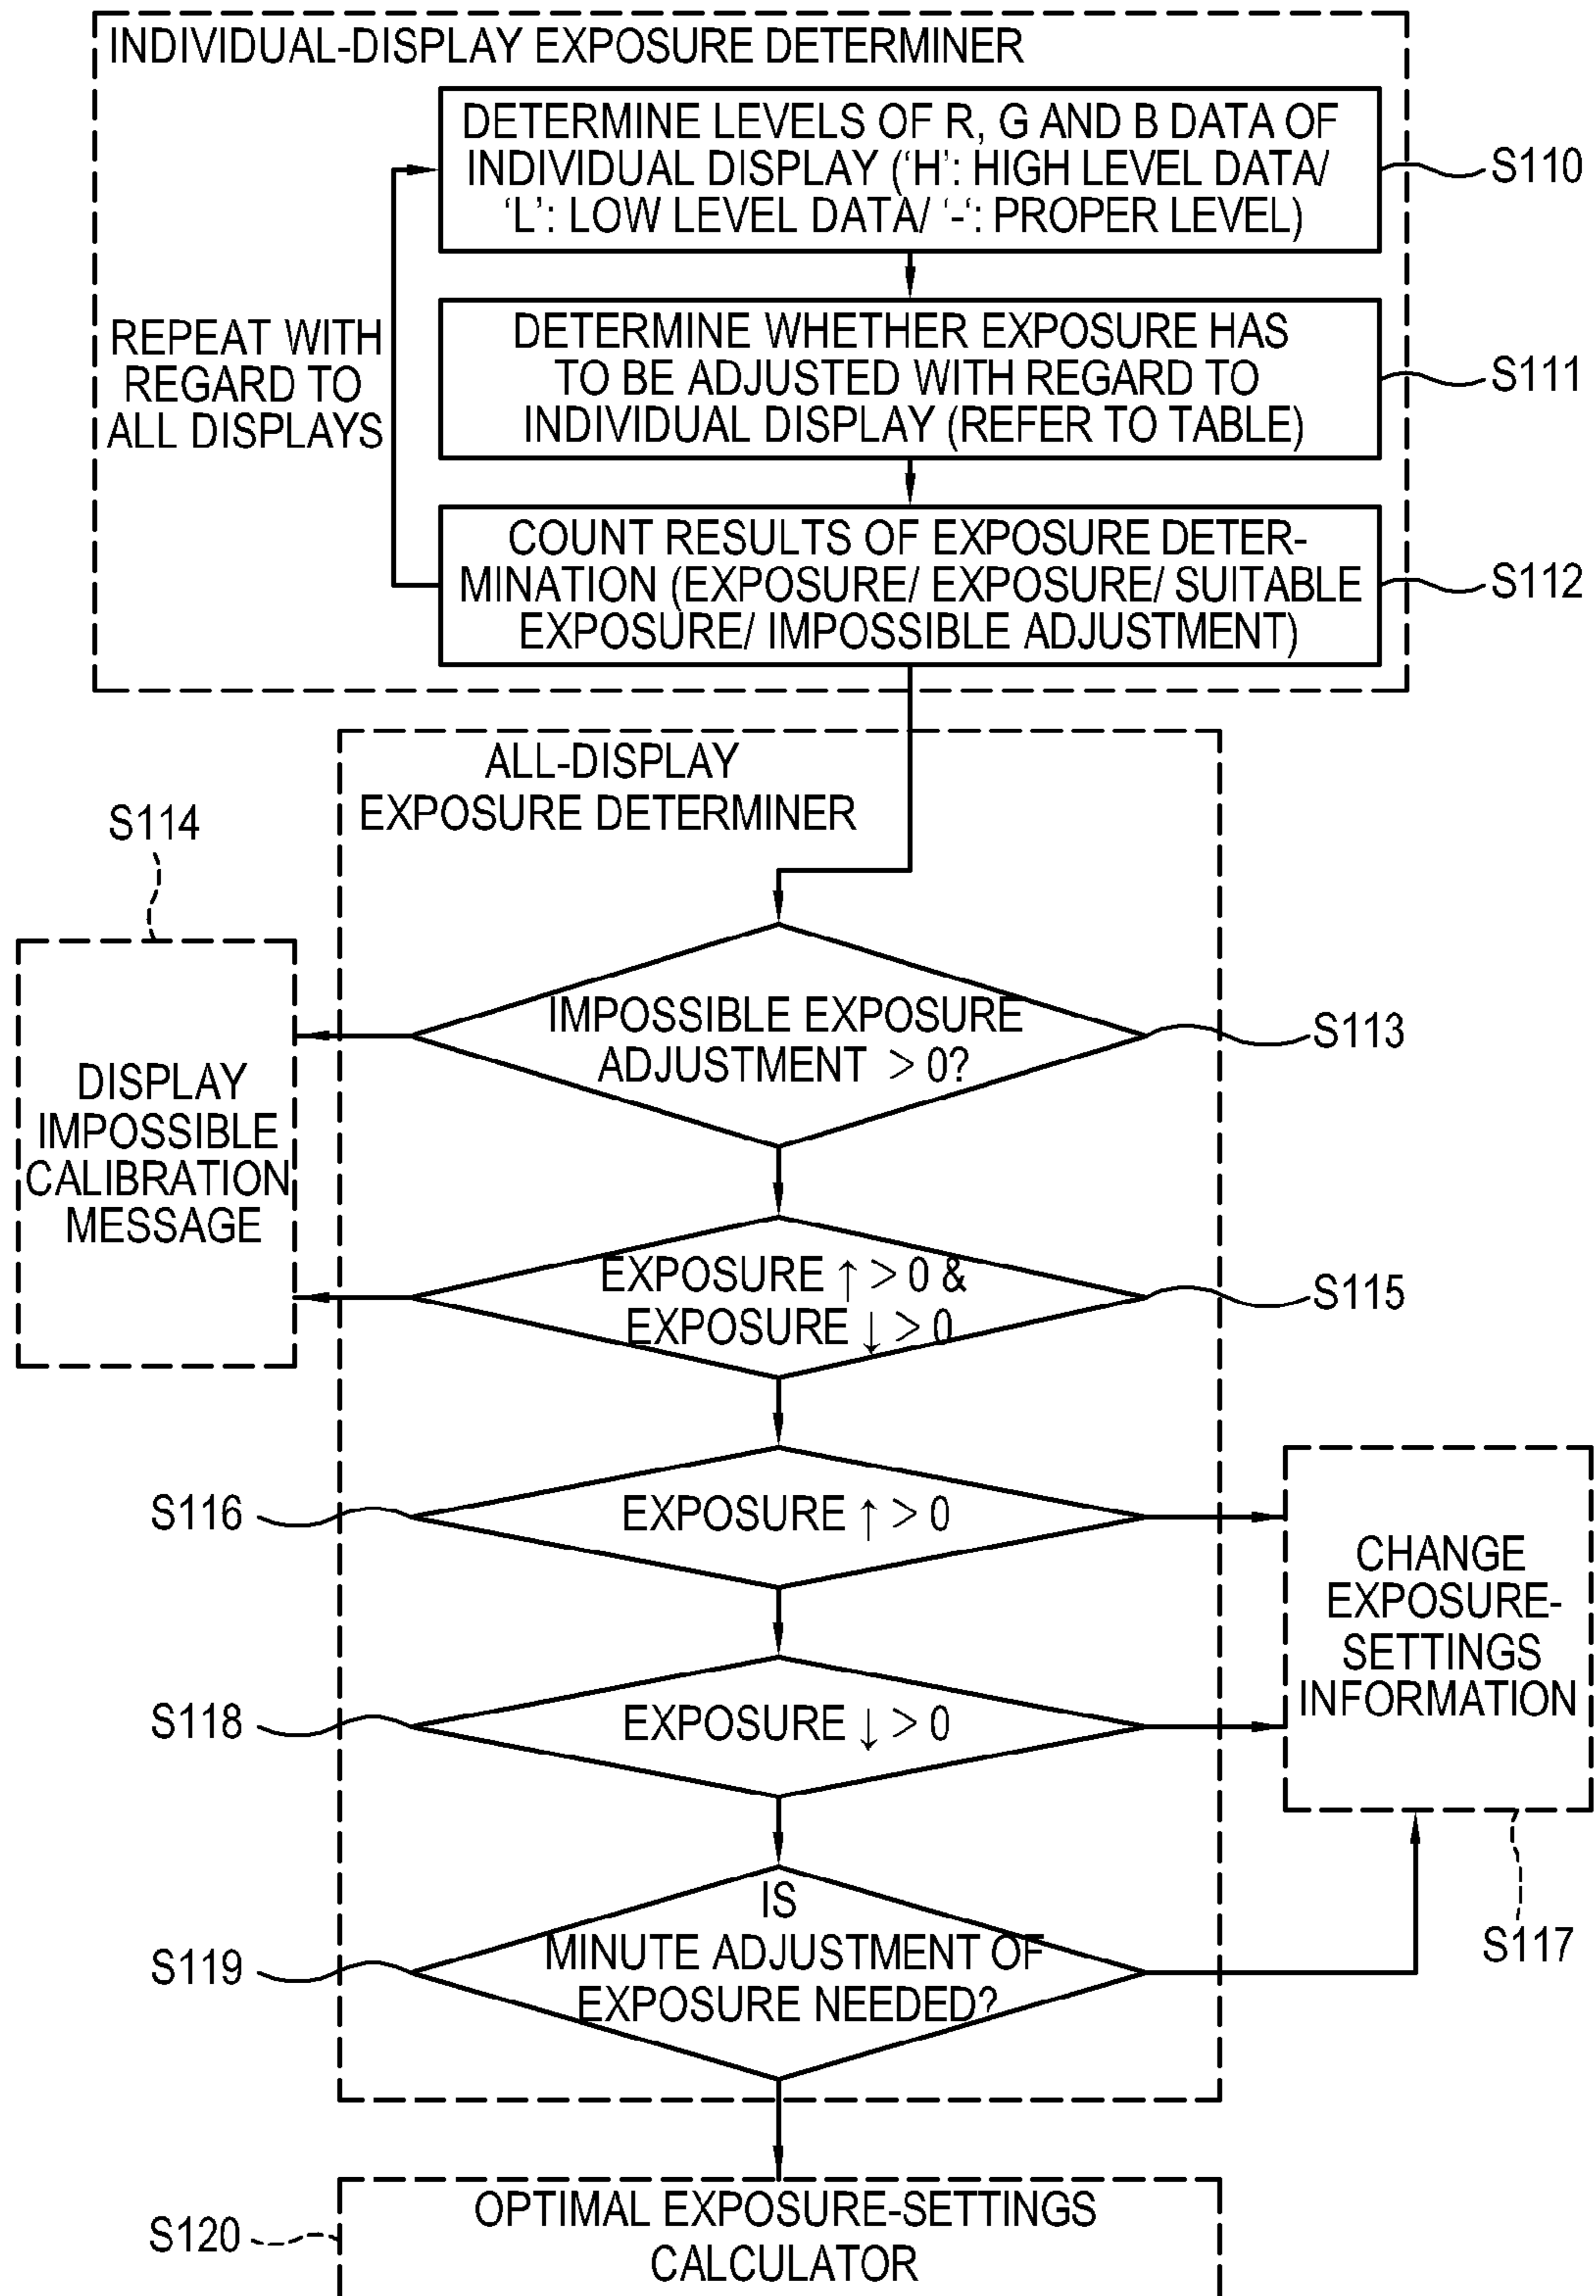 INDIVIDUAL-DISPLAY EXPOSURE DETERMINER
DETERMINE LEVELS OF R, G AND B DATA OF
INDIVIDUAL DISPLAY (‘H’: HIGH LEVEL DATA/
‘L’: LOW LEVEL DATA/ ‘-‘: PROPER LEVEL)
S110
REPEAT WITH
REGARD TO
ALL DISPLAYS
DETERMINE WHETHER EXPOSURE HAS
TO BE ADJUSTED WITH REGARD TO
INDIVIDUAL DISPLAY (REFER TO TABLE)
S111
COUNT RESULTS OF EXPOSURE DETER-
MINATION (EXPOSURE/ EXPOSURE/ SUITABLE
EXPOSURE/ IMPOSSIBLE ADJUSTMENT)
S112
ALL-DISPLAY
EXPOSURE DETERMINER
S114
IMPOSSIBLE EXPOSURE
ADJUSTMENT > 0?
S113
DISPLAY
IMPOSSIBLE
CALIBRATION
MESSAGE
EXPOSURE ↑ > 0 &
EXPOSURE ↓ > 0
S115
S116
EXPOSURE ↑ > 0
CHANGE
EXPOSURE-
SETTINGS
INFORMATION
S118
EXPOSURE ↓ > 0
S117
S119
IS
MINUTE ADJUSTMENT OF
EXPOSURE NEEDED?
S120
OPTIMAL EXPOSURE-SETTINGS
CALCULATOR